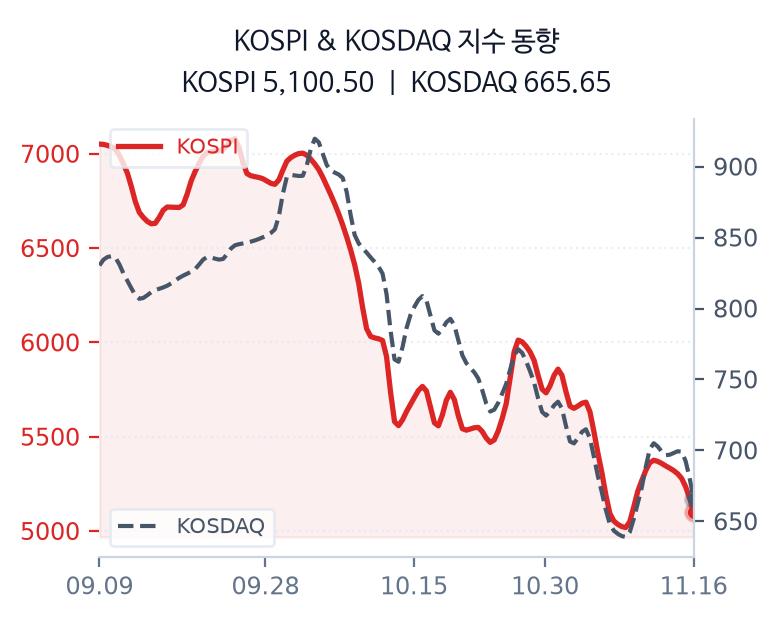 KOSPI & KOSDAQ 지수 동향
KOSPI 5,100.50 | KOSDAQ 665.65
KOSPI
7000
6500
6000
5500
5000
900
850
800
750
700
650
KOSDAQ
09.09 09.28 10.15 10.30 11.16